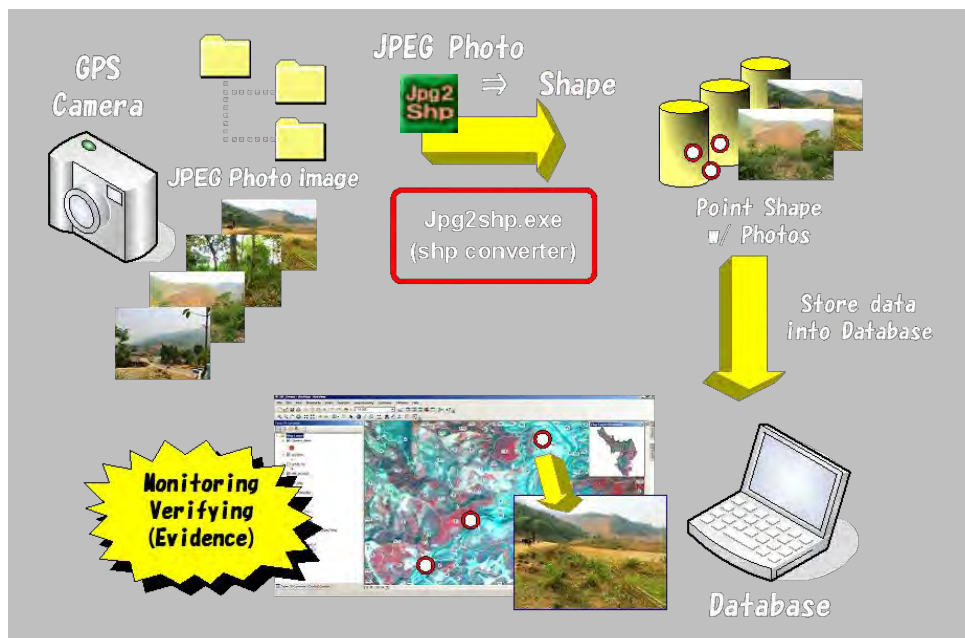 GPS
Camera
JPEG Photo image
JPEG Photo
⇒ Shape
Jpg2
Shp
Jpg2shp.exe
(shp converter)
Point Shape
w/ Photos
Store data
into Database
Monitoring
Verifying
(Evidence)
Database